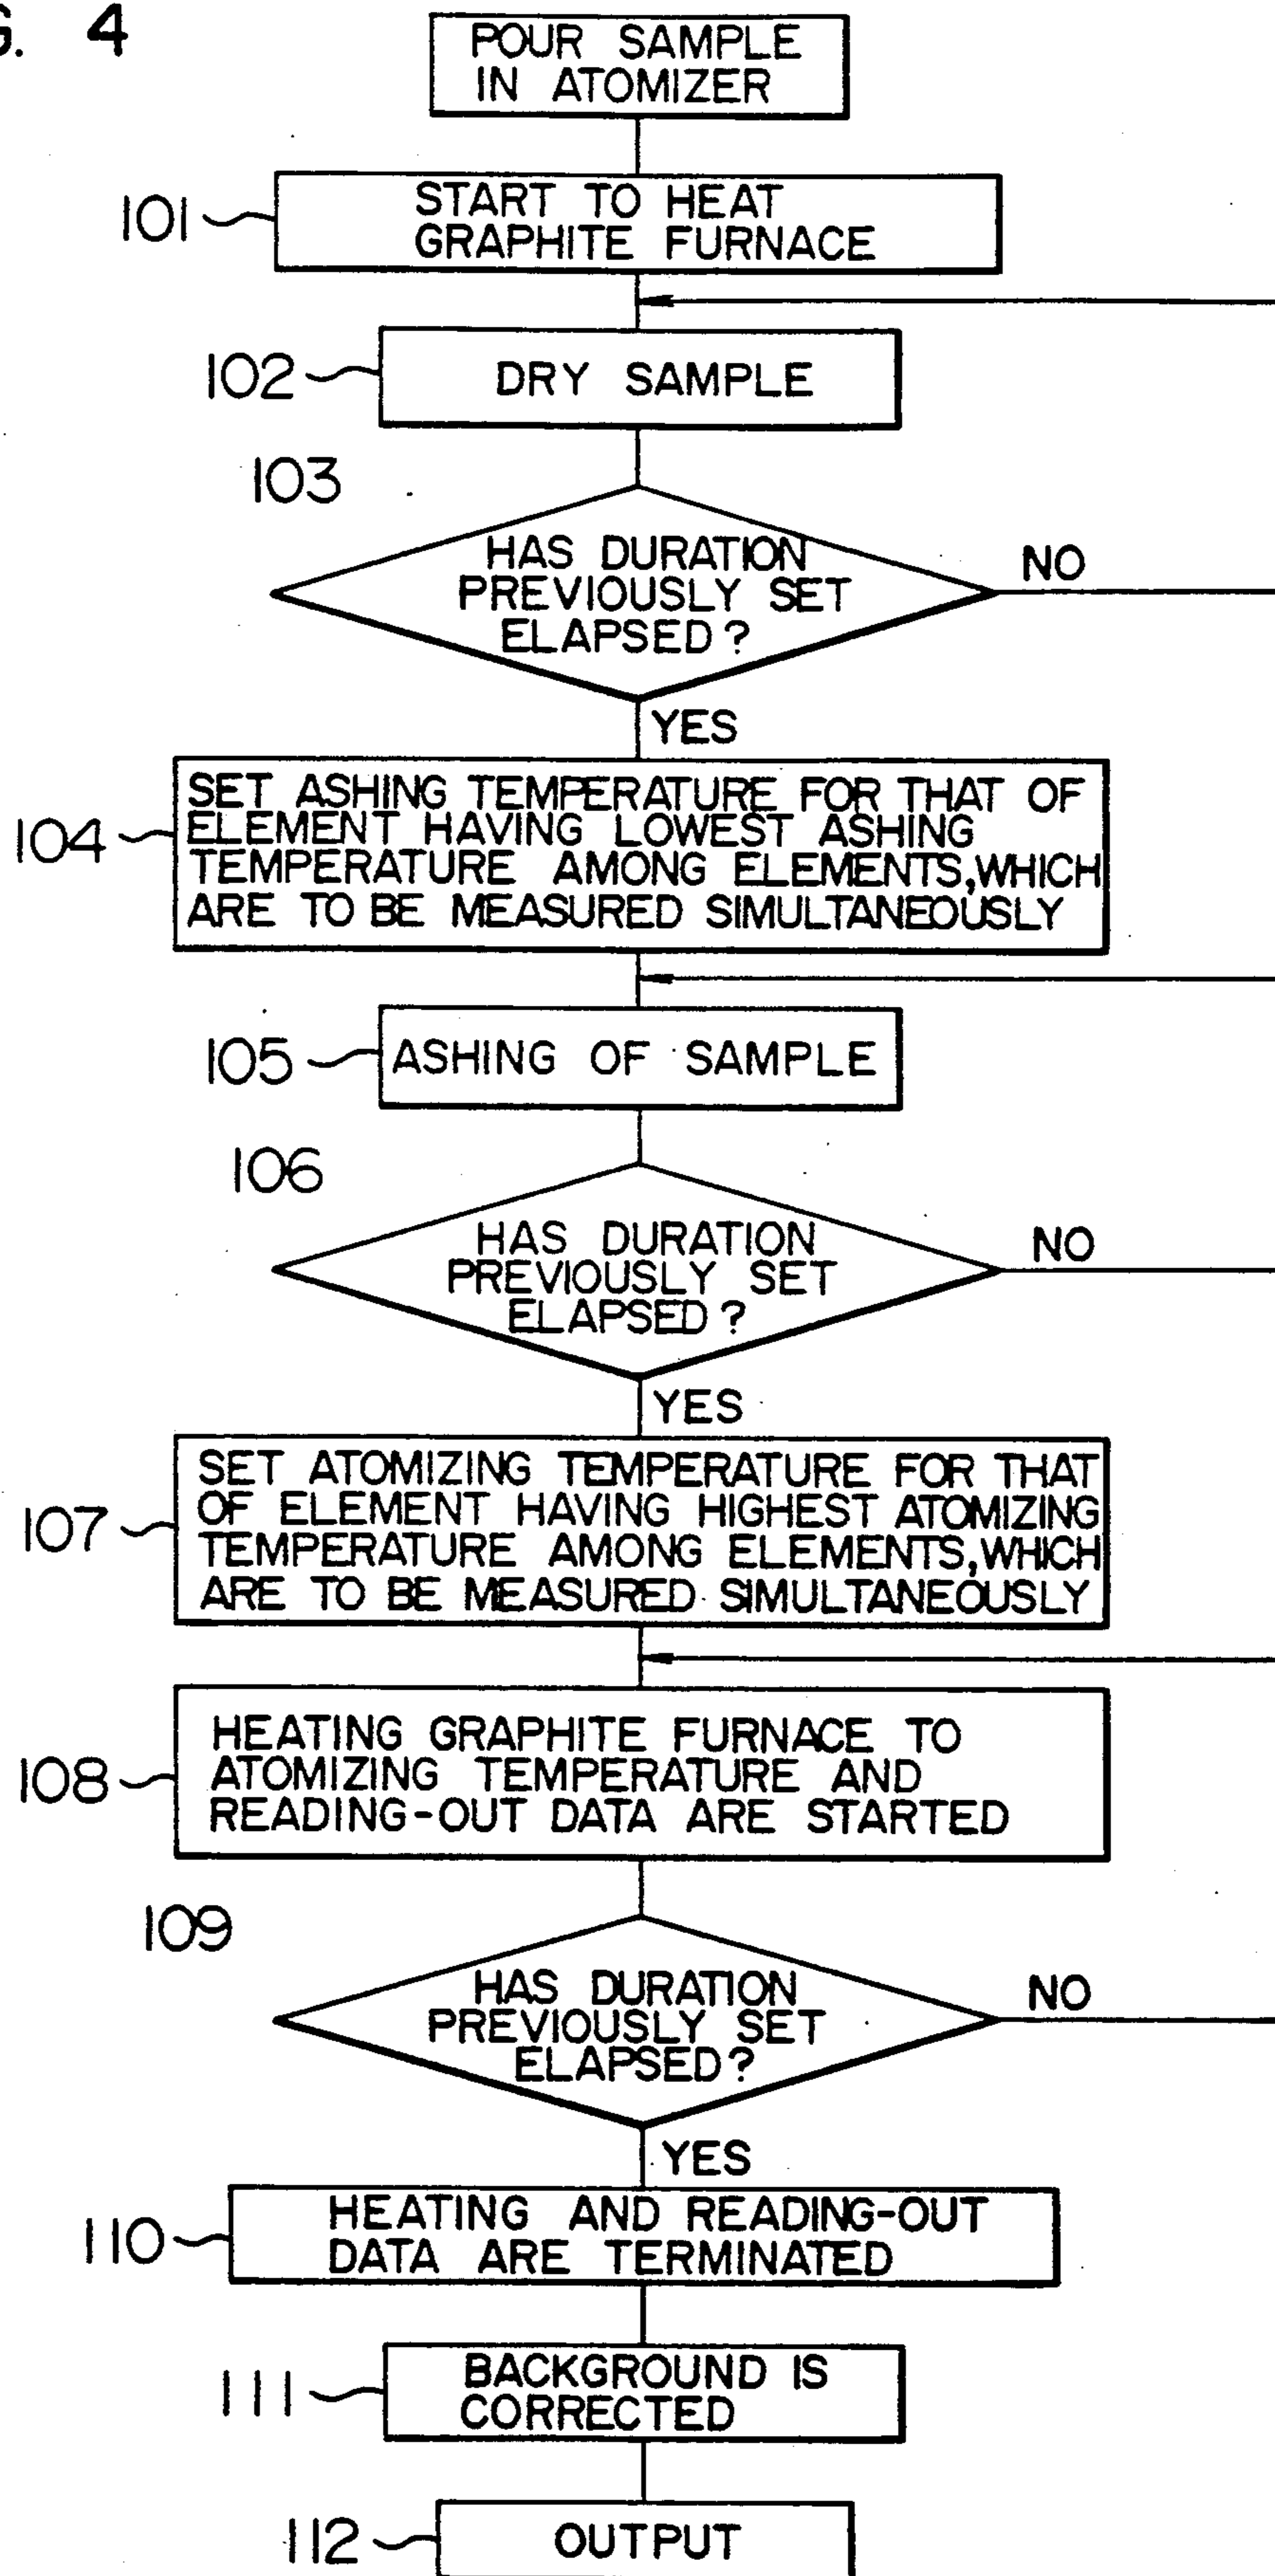 G. 4
POUR SAMPLE
IN ATOMIZER
101
START TO HEAT
GRAPHITE FURNACE
102
DRY SAMPLE
103
HAS DURATION
PREVIOUSLY SET
ELAPSED?
NO
YES
104
SET ASHING TEMPERATURE FOR THAT OF
ELEMENT HAVING LOWEST ASHING
TEMPERATURE AMONG ELEMENTS, WHICH
ARE TO BE MEASURED SIMULTANEOUSLY
105
ASHING OF SAMPLE
106
HAS DURATION
PREVIOUSLY SET
ELAPSED?
NO
YES
107
SET ATOMIZING TEMPERATURE FOR THAT
OF ELEMENT HAVING HIGHEST ATOMIZING
TEMPERATURE AMONG ELEMENTS, WHICH
ARE TO BE MEASURED SIMULTANEOUSLY
108
HEATING GRAPHITE FURNACE TO
ATOMIZING TEMPERATURE AND
READING-OUT DATA ARE STARTED
109
HAS DURATION
PREVIOUSLY SET
ELAPSED?
NO
YES
110
HEATING AND READING-OUT
DATA ARE TERMINATED
111
BACKGROUND IS
CORRECTED
112
OUTPUT